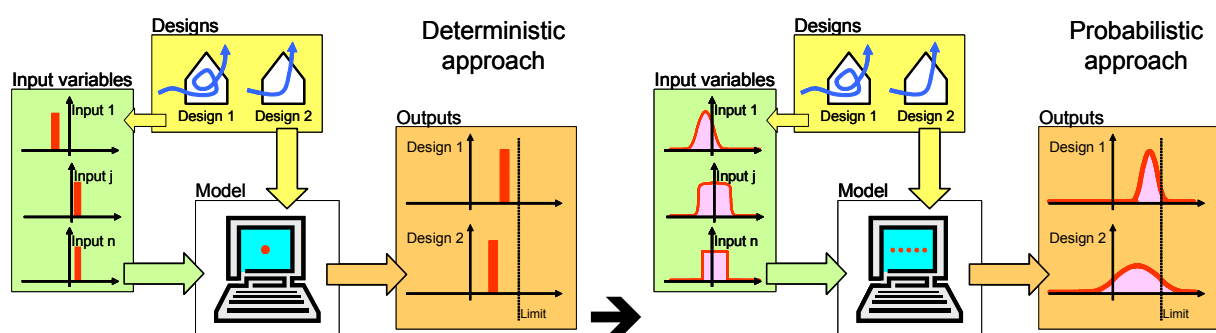 Designs
Design 1 Design 2
Deterministic
approach
Input variables
Input 1
Input j
Input n
Model
Outputs
Design 1
Design 2
Limit
Designs
Design 1 Design 2
Probabilistic
approach
Input variables
Input 1
Input j
Input n
Model
Outputs
Design 1
Design 2
Limit